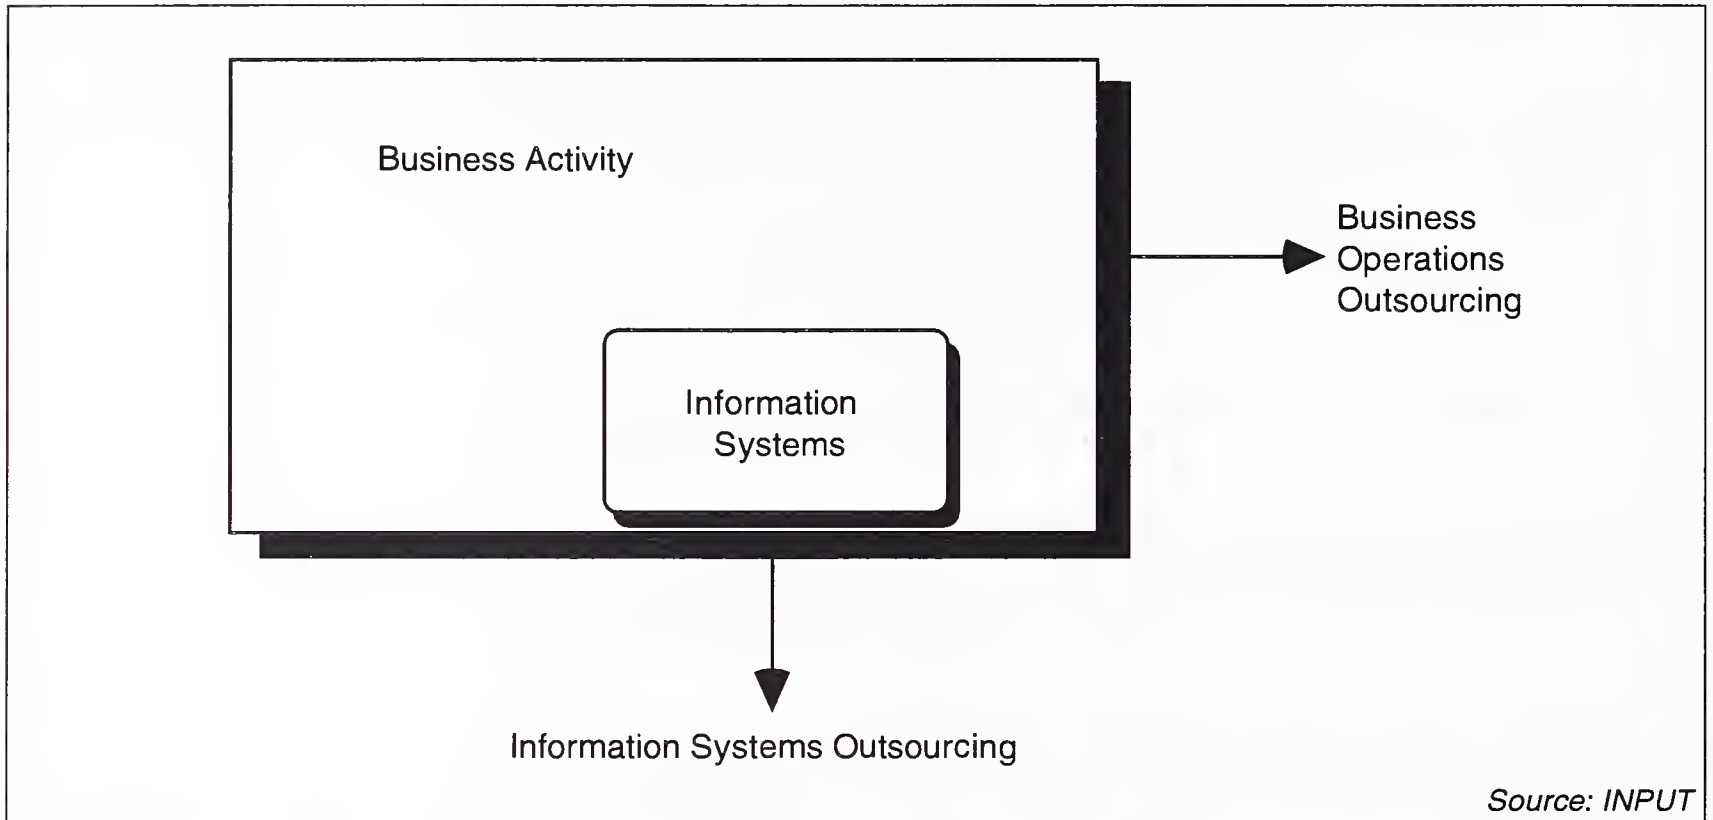 Business Activity
Business
Operations
Outsourcing
Information
Systems
Information Systems Outsourcing
Source: INPUT